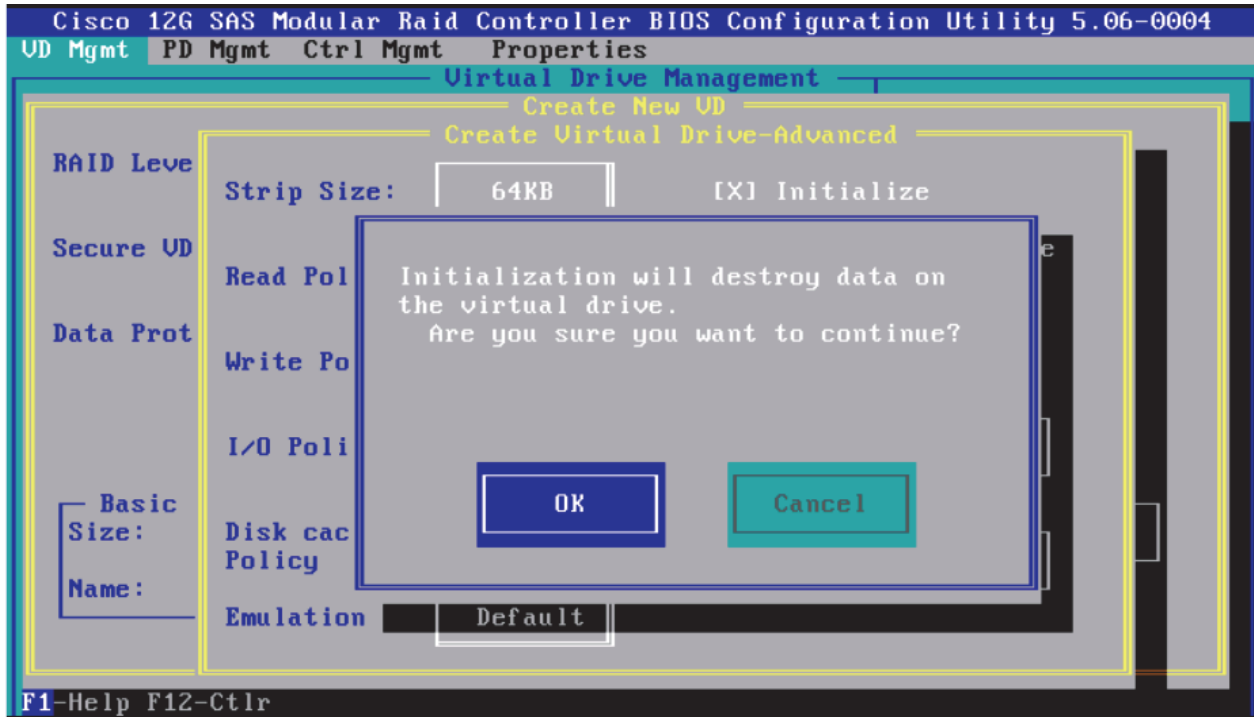 Cisco 12G SAS Modular Raid Controller BIOS Configuration Utility 5.06-0004
VD Mgmt PD Mgmt Ctrl Mgmt Properties
Virtual Drive Management
Create New VD
Create Virtual Drive-Advanced
RAID Leve
Strip Size: 64KB [X] Initialize
Secure VD
e
Read Pol
Initialization will destroy data on
the virtual drive.
Are you sure you want to continue?
Data Prot
Write Po
I/O Poli
OK Cancel
Basic
Size:
Disk cac
Policy
Name:
Emulation Default
F1-Help F12-Ctlr